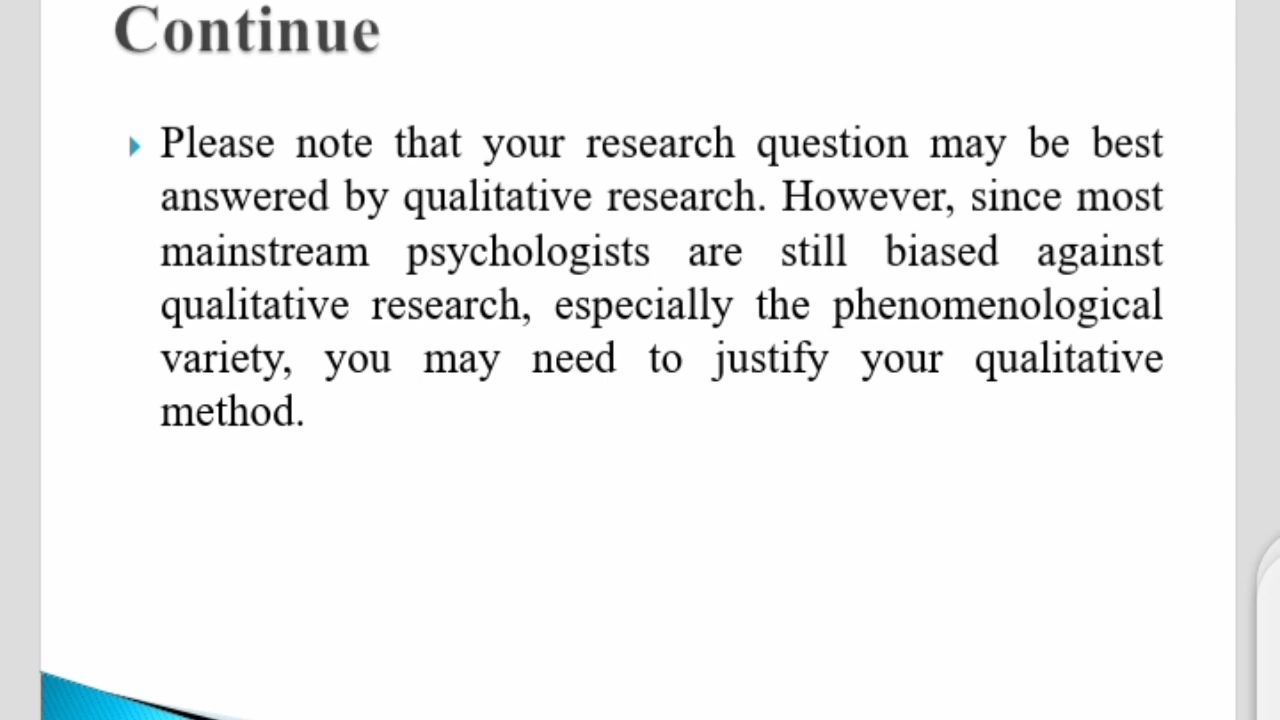 Continue
Please note that your research question may be best
answered by qualitative research. However, since most
mainstream psychologists are still biased against
qualitative research, especially the phenomenological
variety, you may need to justify your qualitative
method.